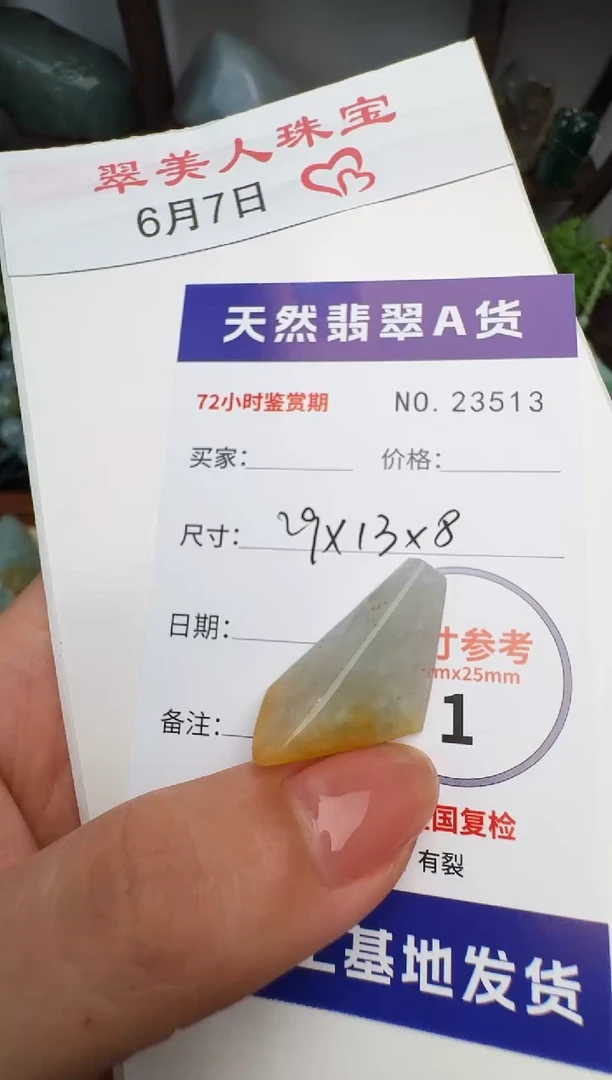 翠美人珠宝
6月7日
天然翡翠A货
72小时鉴赏期 NO. 23513
买家: 价格:
尺寸: 29X13x8
日期:
寸参考
mx25mm
1
备注:
国复检
有裂
基地发货